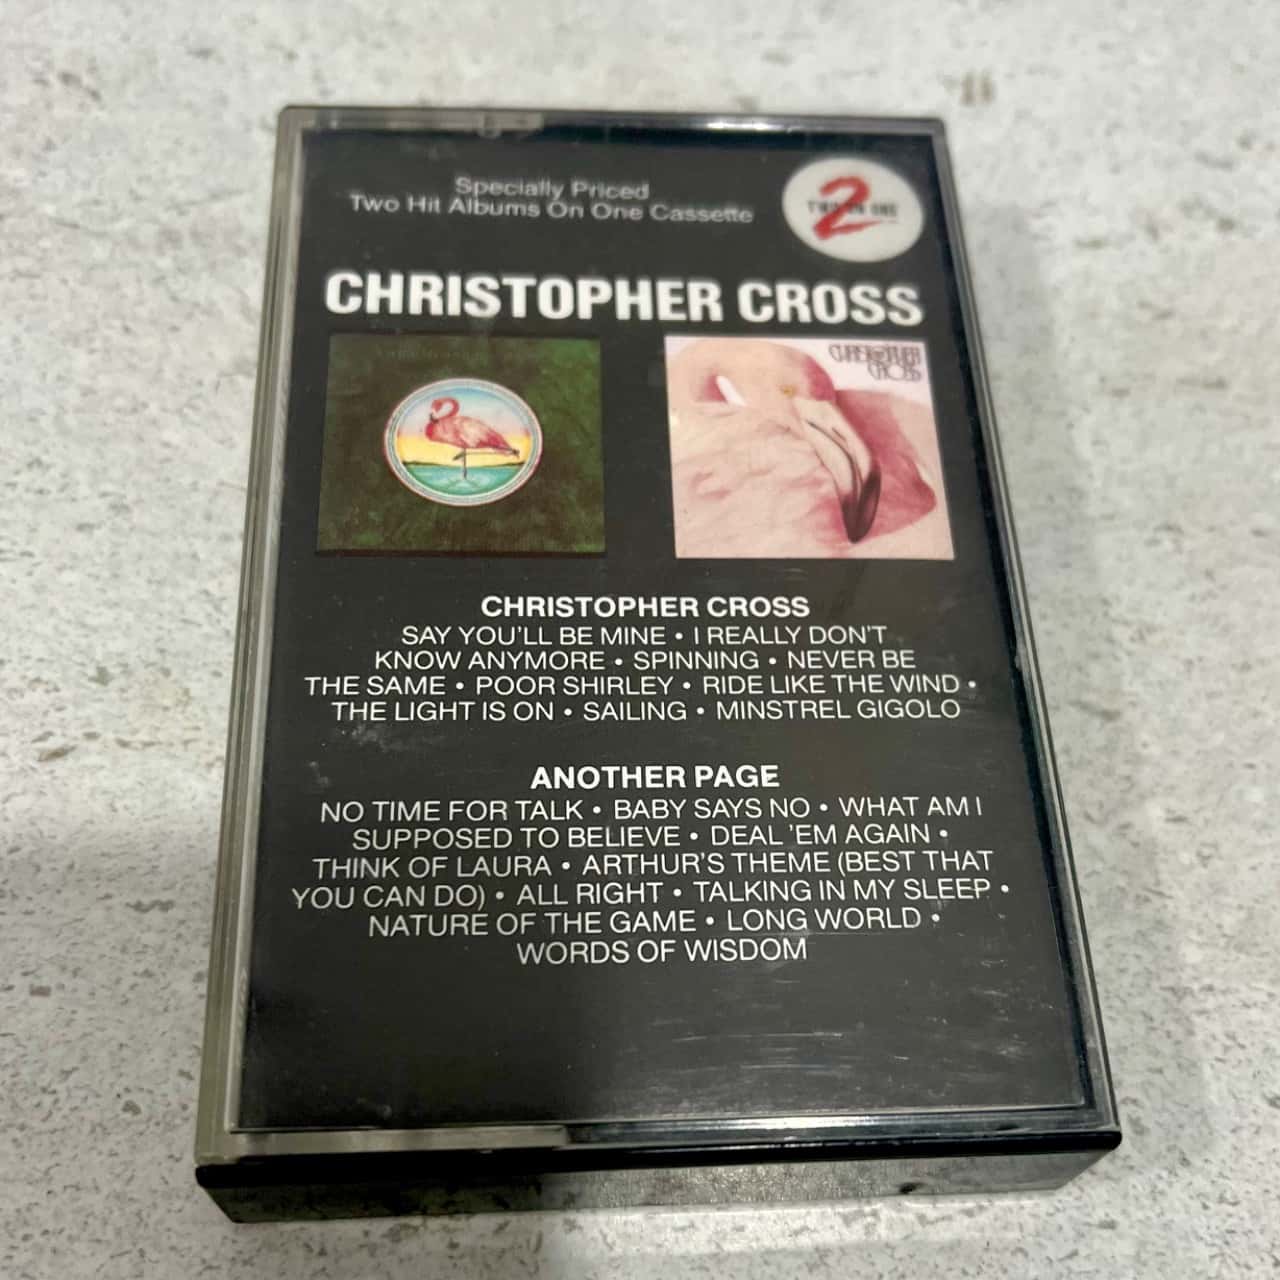 Specially Priced
Two Hit Albums On One Cassette
2
TWO ON ONE
CHRISTOPHER CROSS
CHRISTOPHER
CROSS
CHRISTOPHER CROSS
SAY YOU'LL BE MINE • I REALLY DON'T
KNOW ANYMORE • SPINNING • NEVER BE
THE SAME • POOR SHIRLEY • RIDE LIKE THE WIND •
THE LIGHT IS ON • SAILING • MINSTREL GIGOLO
ANOTHER PAGE
NO TIME FOR TALK • BABY SAYS NO • WHAT AM I
SUPPOSED TO BELIEVE • DEAL 'EM AGAIN •
THINK OF LAURA • ARTHUR'S THEME (BEST THAT
YOU CAN DO) • ALL RIGHT • TALKING IN MY SLEEP •
NATURE OF THE GAME • LONG WORLD •
WORDS OF WISDOM